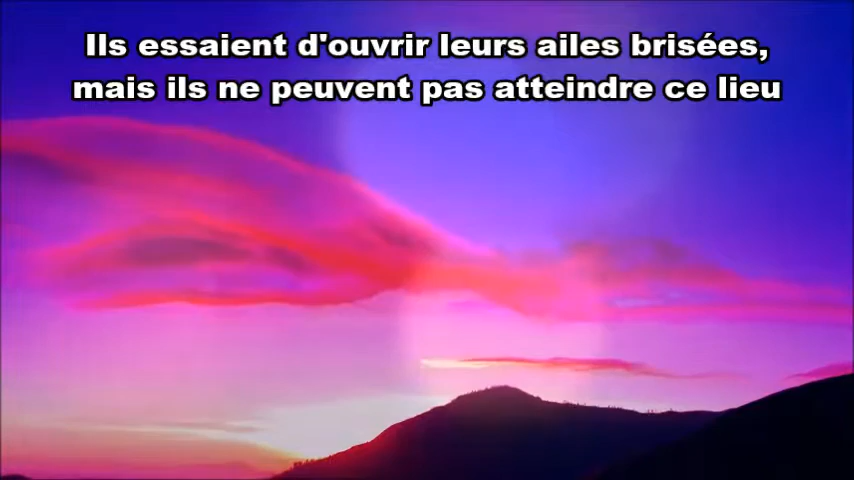 Ils essaient d'ouvrir leurs ailes brisées,
mais ils ne peuvent pas atteindre ce lieu